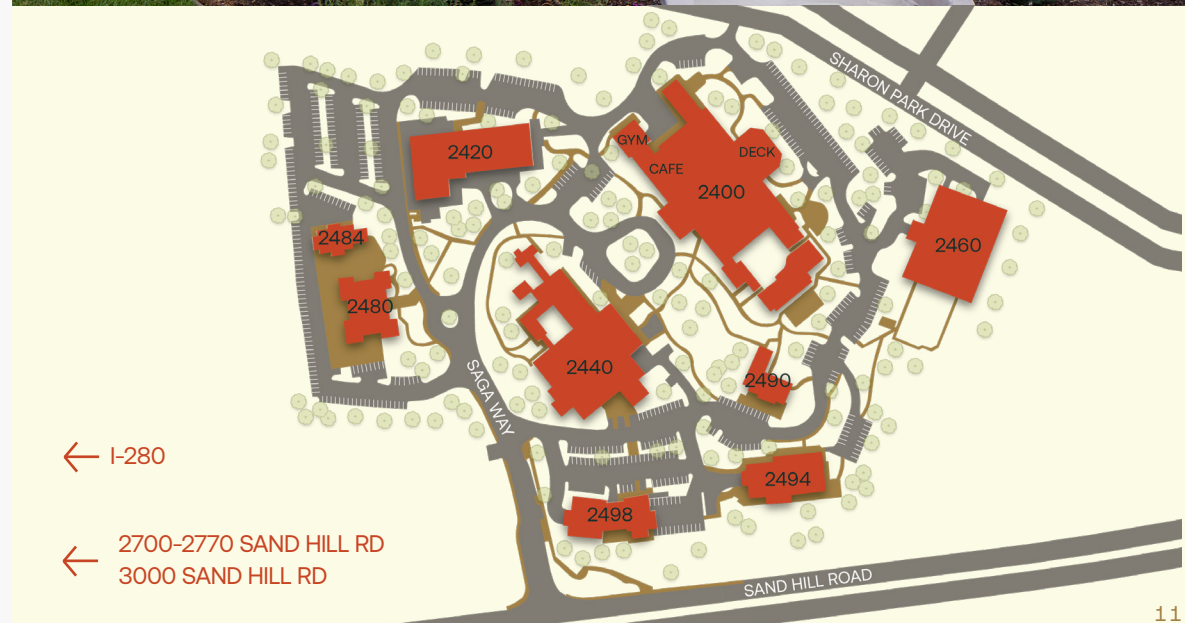 SHARON PARK DRIVE
GYM
2420
DECK
CAFE
2400
2484
2460
2480
2440
2490
SAGA WAY
I-280
2494
2498
2700-2770 SAND HILL RD
3000 SAND HILL RD
SAND HILL ROAD
11